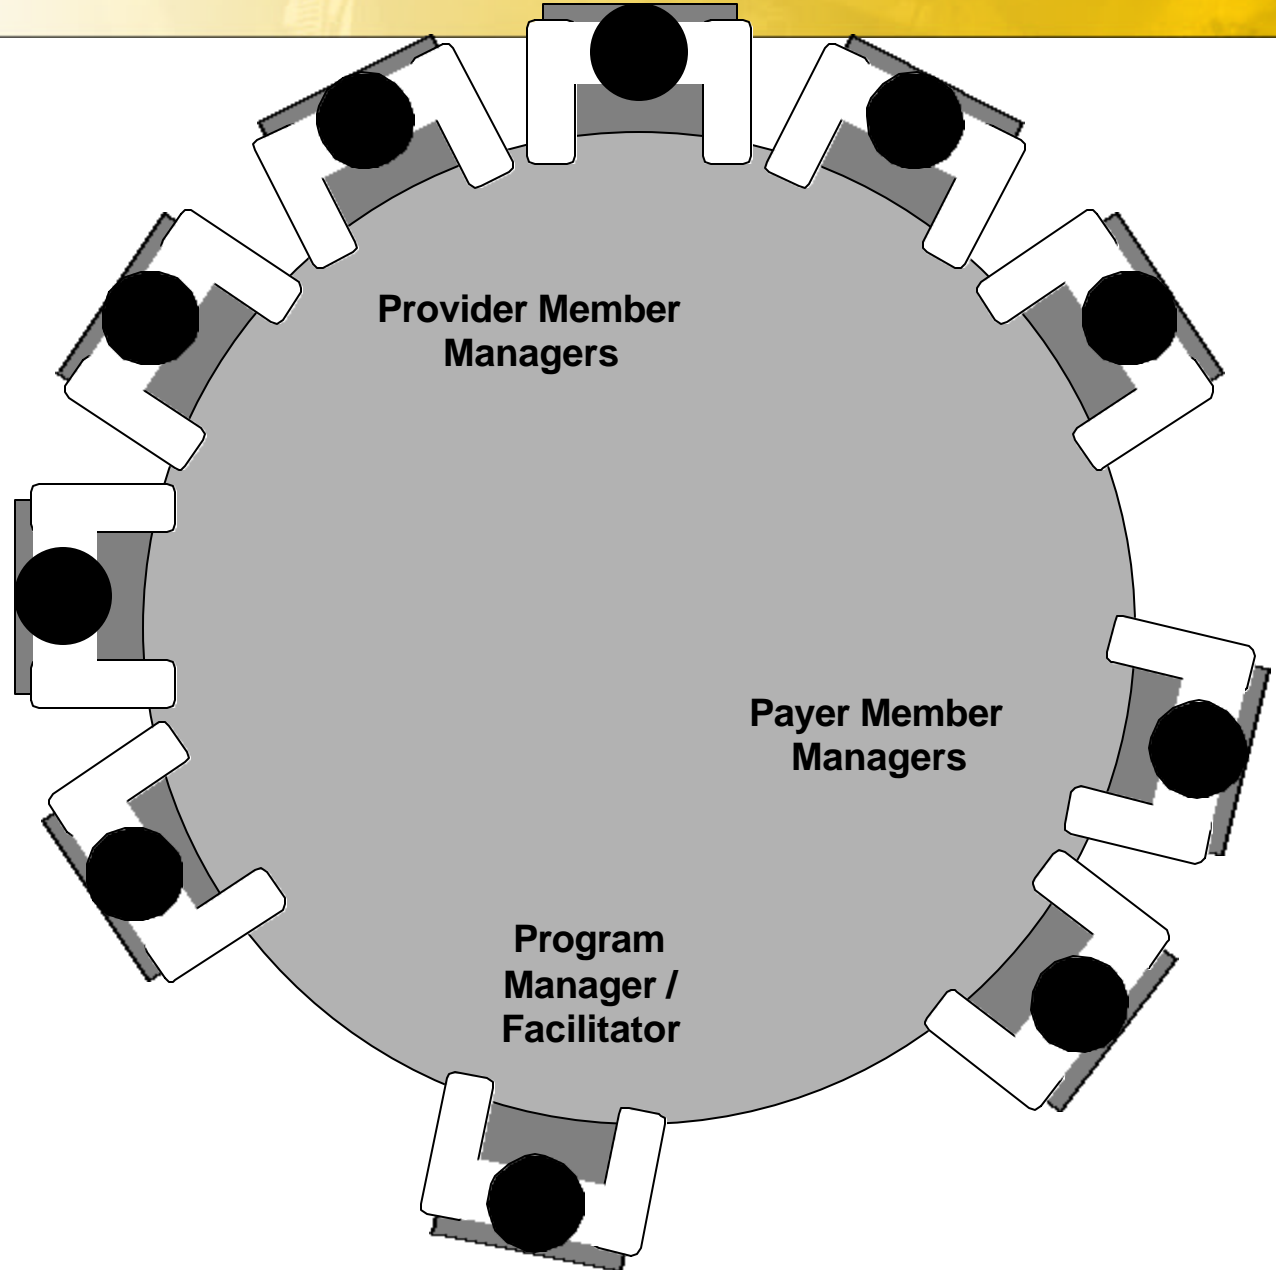 Provider Member
Managers
Payer Member
Managers
Program
Manager /
Facilitator